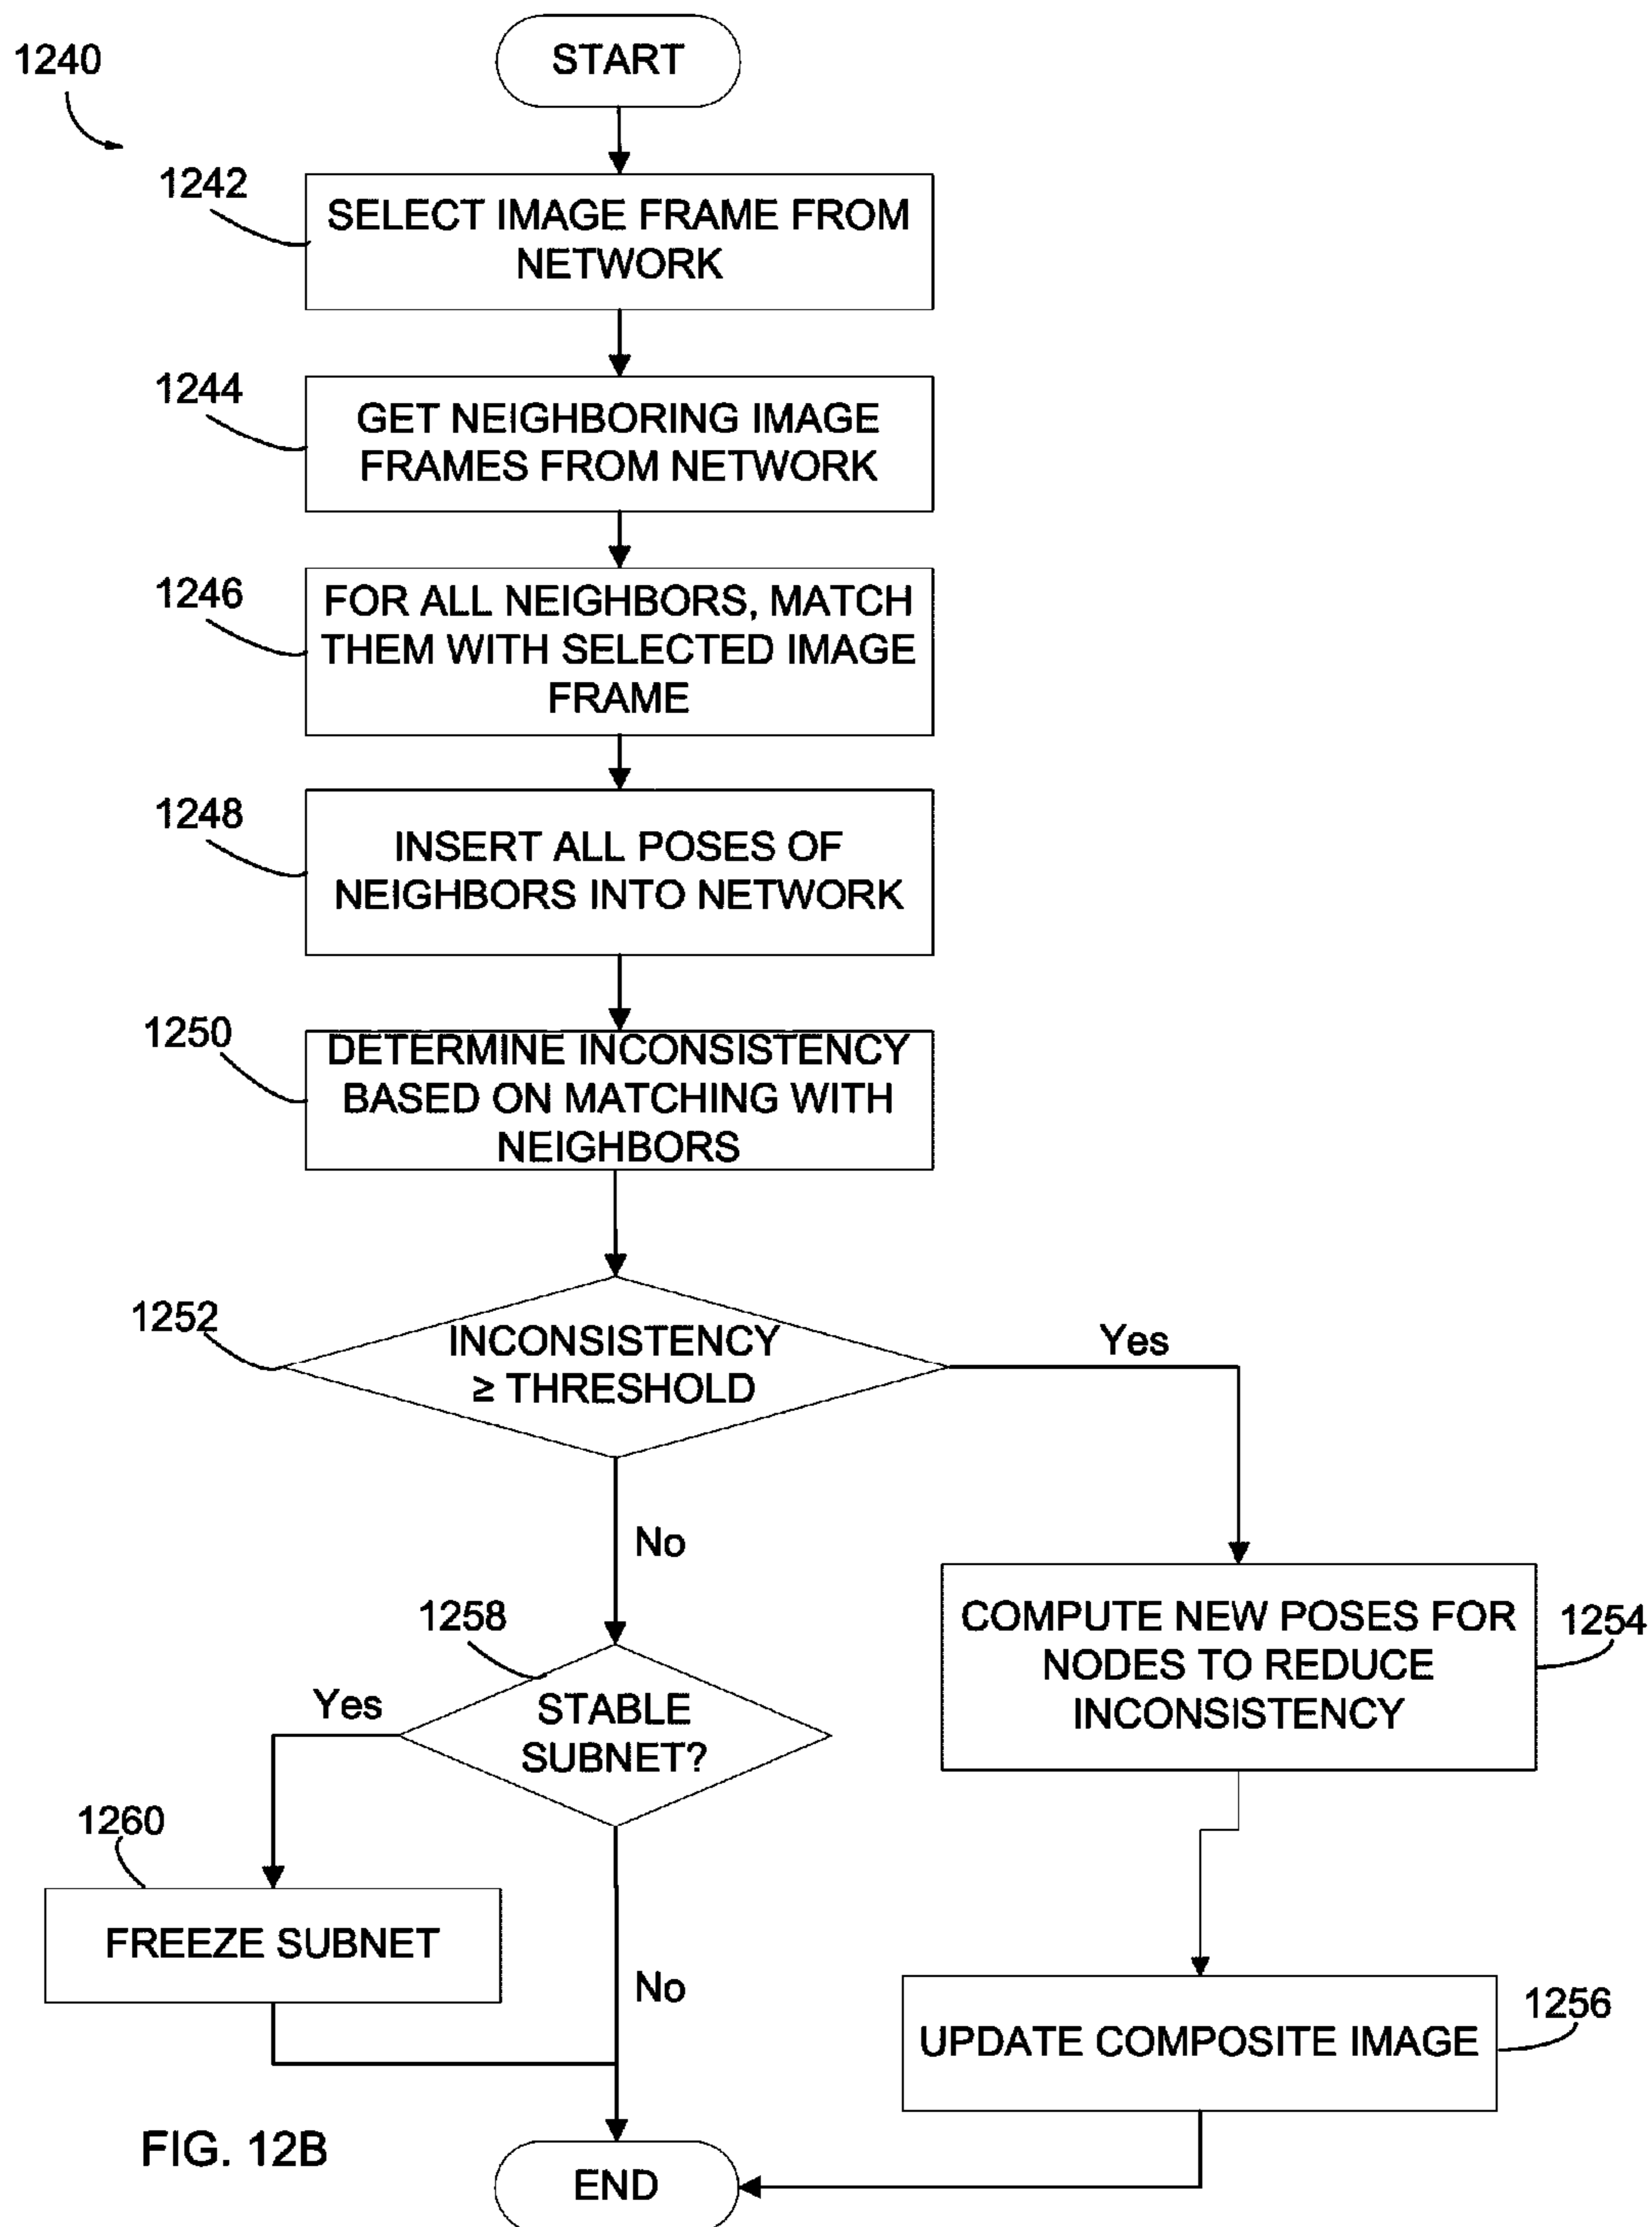 1240
START
1242
SELECT IMAGE FRAME FROM
NETWORK
1244
GET NEIGHBORING IMAGE
FRAMES FROM NETWORK
1246
FOR ALL NEIGHBORS, MATCH
THEM WITH SELECTED IMAGE
FRAME
1248
INSERT ALL POSES OF
NEIGHBORS INTO NETWORK
1250
DETERMINE INCONSISTENCY
BASED ON MATCHING WITH
NEIGHBORS
1252
INCONSISTENCY
≥ THRESHOLD
Yes
No
1258
STABLE
SUBNET?
Yes
1254
COMPUTE NEW POSES FOR
NODES TO REDUCE
INCONSISTENCY
1260
FREEZE SUBNET
No
1256
UPDATE COMPOSITE IMAGE
FIG. 12B
END